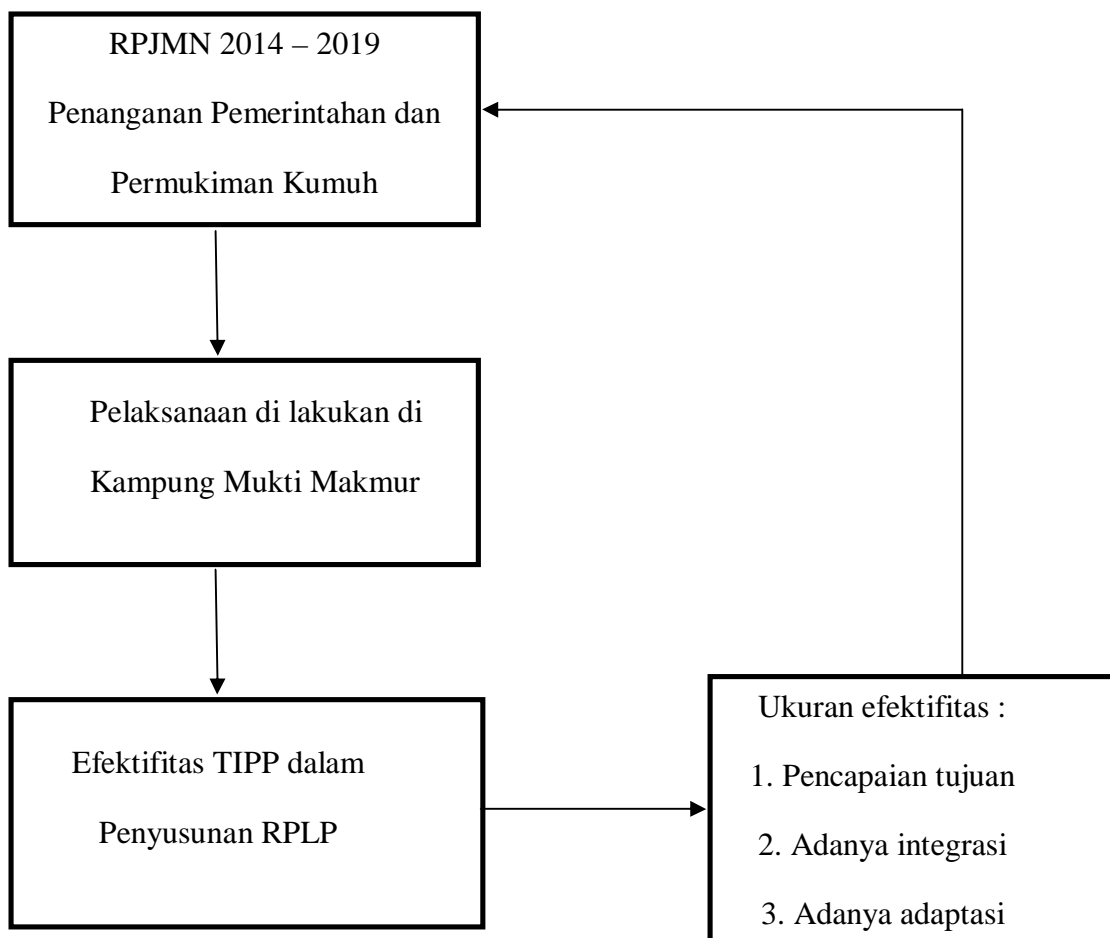 RPJMN 2014 – 2019
Penanganan Pemerintahan dan
Permukiman Kumuh
Pelaksanaan di lakukan di
Kampung Mukti Makmur
Efektifitas TIPP dalam
Penyusunan RPLP
Ukuran efektifitas :
1. Pencapaian tujuan
2. Adanya integrasi
3. Adanya adaptasi